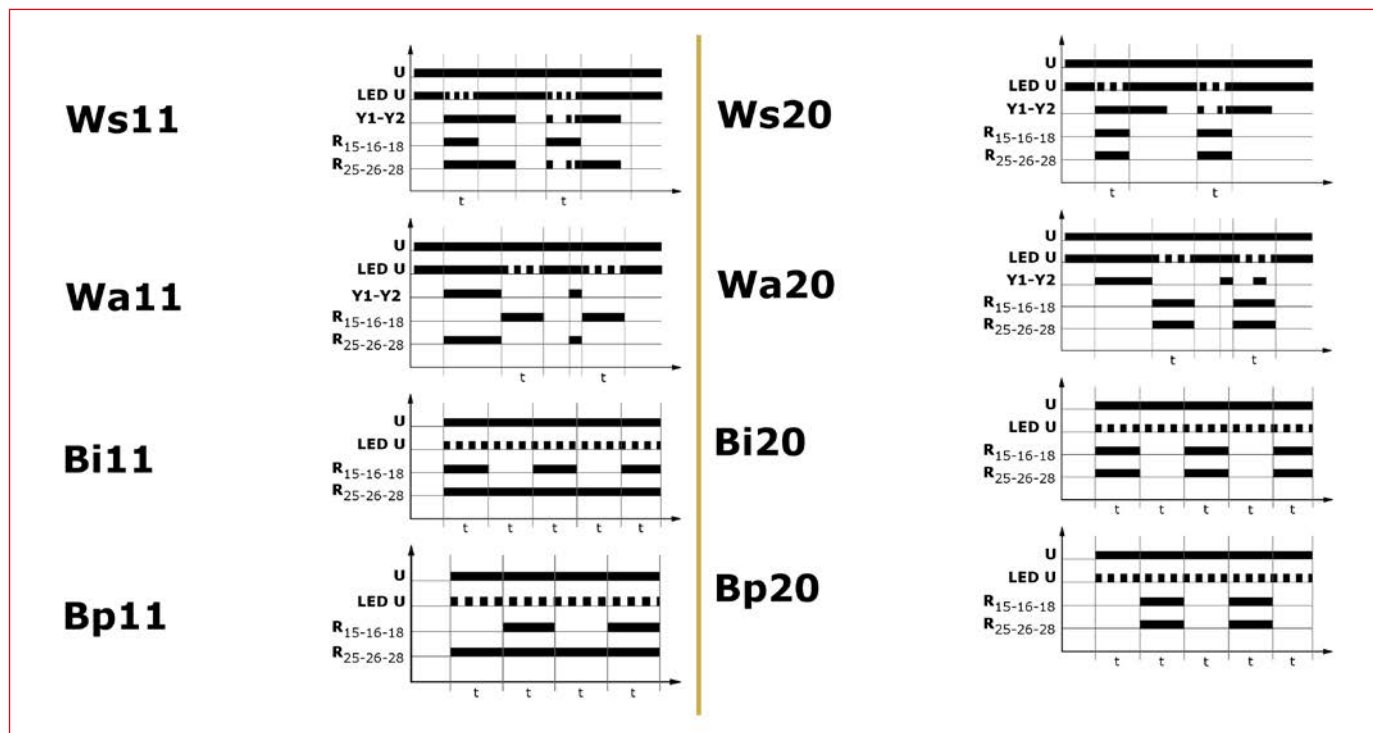 Ws11
U
LED U
Y1-Y2
R15-16-18
R25-26-28
t t
Wa11
U
LED U
Y1-Y2
R15-16-18
R25-26-28
t t
Bi11
U
LED U
R15-16-18
R25-26-28
t t t t t
Bp11
U
LED U
R15-16-18
R25-26-28
t t t t
Ws20
U
LED U
Y1-Y2
R15-16-18
R25-26-28
t t
Wa20
U
LED U
Y1-Y2
R15-16-18
R25-26-28
t t
Bi20
U
LED U
R15-16-18
R25-26-28
t t t t t
Bp20
U
LED U
R15-16-18
R25-26-28
t t t t t